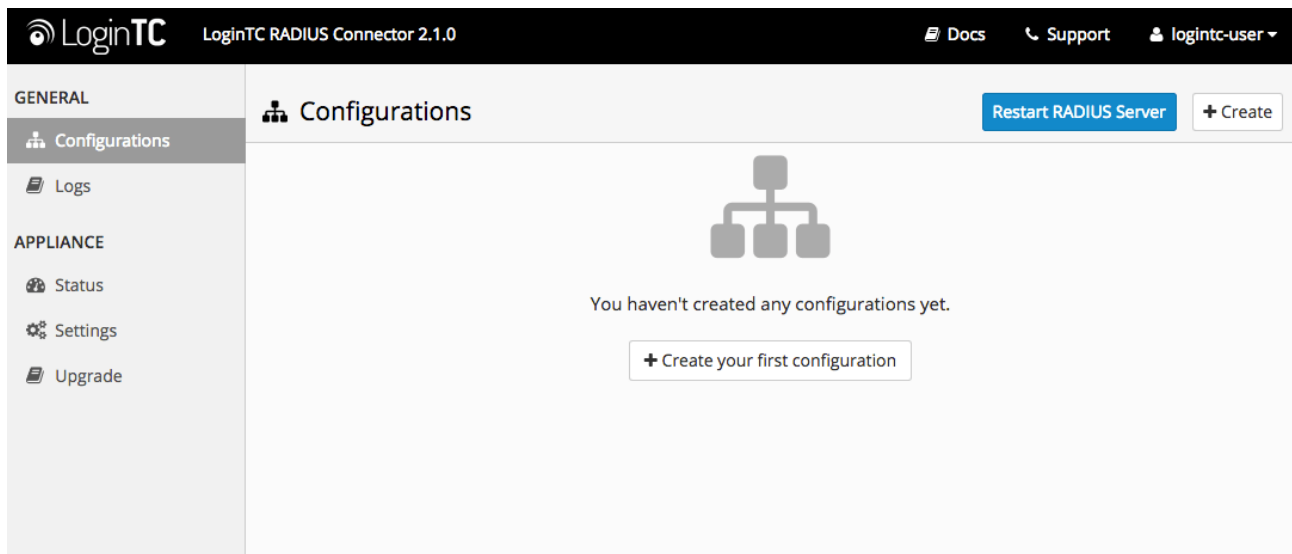 LoginTC LoginTC RADIUS Connector 2.1.0 Docs Support logintc-user
GENERAL
Configurations
Logs
APPLIANCE
Status
Settings
Upgrade
Configurations Restart RADIUS Server + Create
You haven't created any configurations yet.
+ Create your first configuration